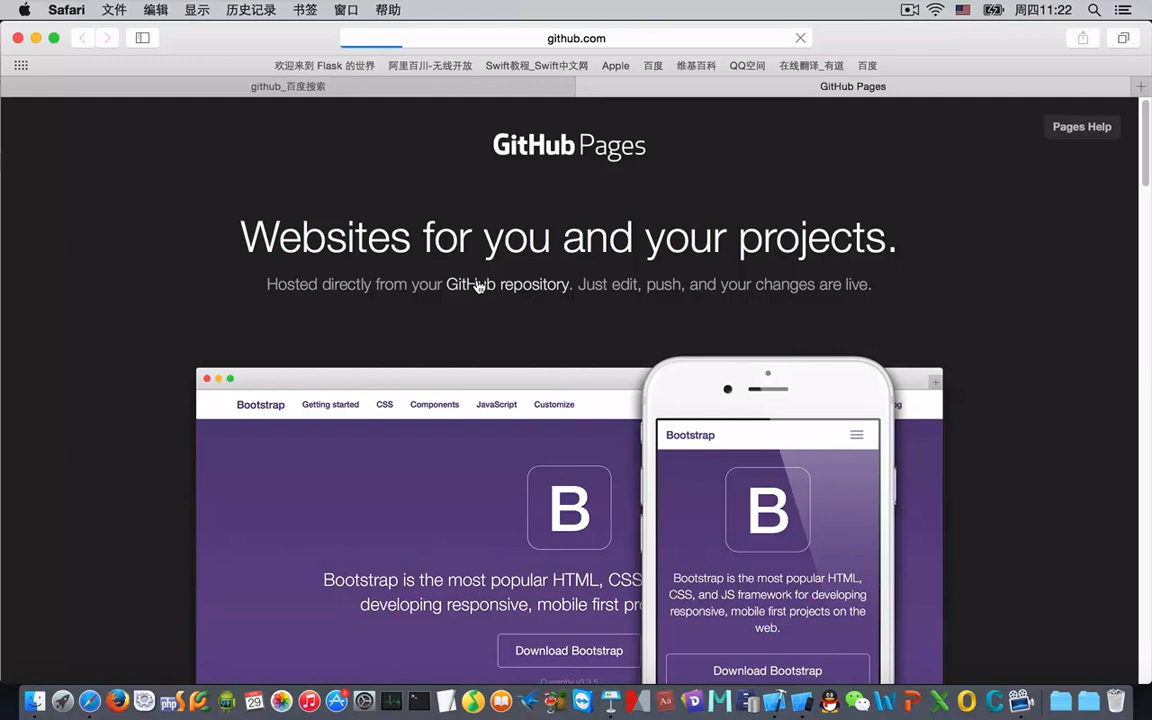 Safari 文件 编辑 显示 历史记录 书签 窗口 帮助 周四11:22
github.com
欢迎来到 Flask 的世界 阿里百川-无线开放 Swift教程_Swift中文网 Apple 百度 维基百科 QQ空间 在线翻译_有道 百度
github_百度搜索 GitHub Pages
Pages Help
GitHub Pages
Websites for you and your projects.
Hosted directly from your GitHub repository. Just edit, push, and your changes are live.
Bootstrap Getting started CSS Components JavaScript Customize
Bootstrap
B
B
Bootstrap is the most popular HTML, CSS
developing responsive, mobile first pro
Download Bootstrap
Currently v3.3.5
Bootstrap is the most popular HTML,
CSS, and JS framework for developing
responsive, mobile first projects on the
web.
Download Bootstrap